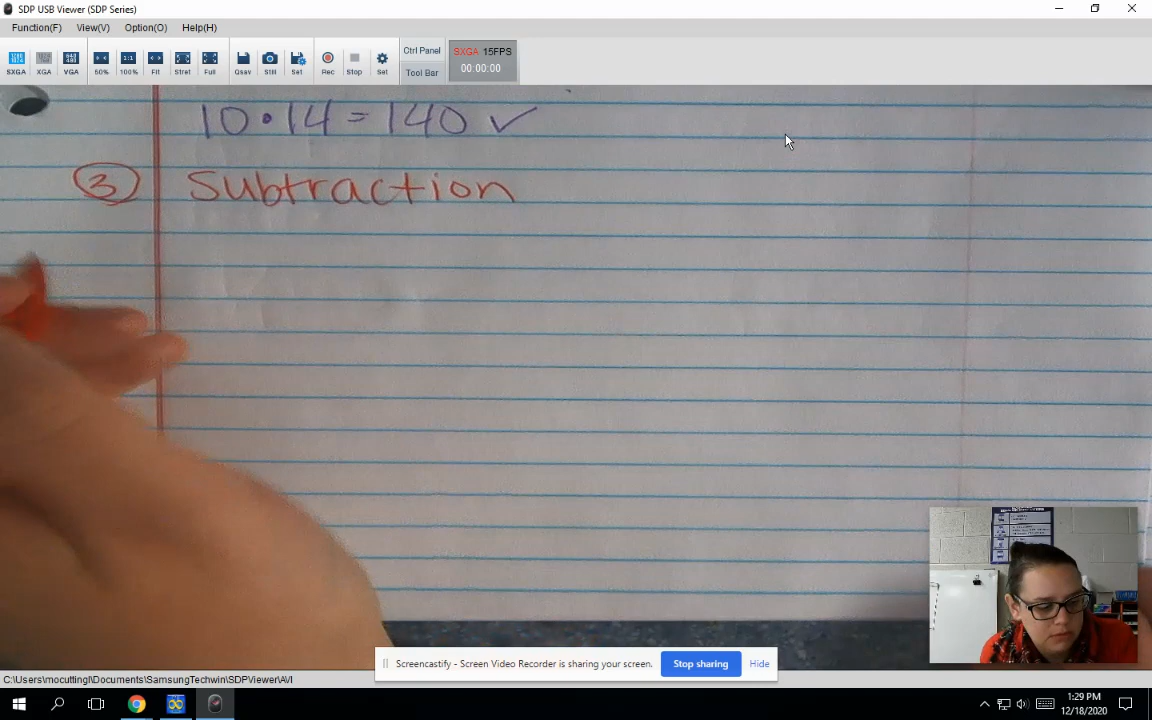 SDP USB Viewer (SDP Series)
Function(F) View(V) Option(O) Help(H)
SXGA XGA VGA 50% 100% Fit Stret Full Qsav Still Set Rec Stop Set Ctrl Panel Tool Bar SXGA 15FPS 00:00:00
10 • 14 = 140 ✓
③ Subtraction
Screencastify - Screen Video Recorder is sharing your screen. Stop sharing Hide
C:\Users\mocuttingl\Documents\SamsungTechwin\SDPViewer\AVI
1:29 PM
12/18/2020